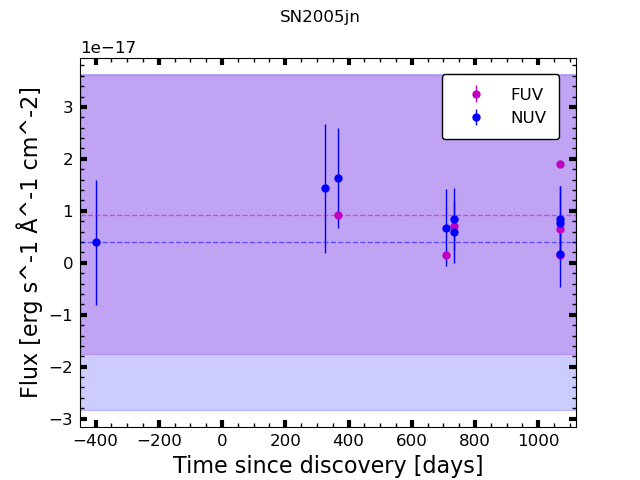 SN2005jn
1e−17
FUV
NUV
3
2
1
0
−1
−2
−3
Flux [erg s^-1 Å^-1 cm^-2]
−400 −200 0 200 400 600 800 1000
Time since discovery [days]